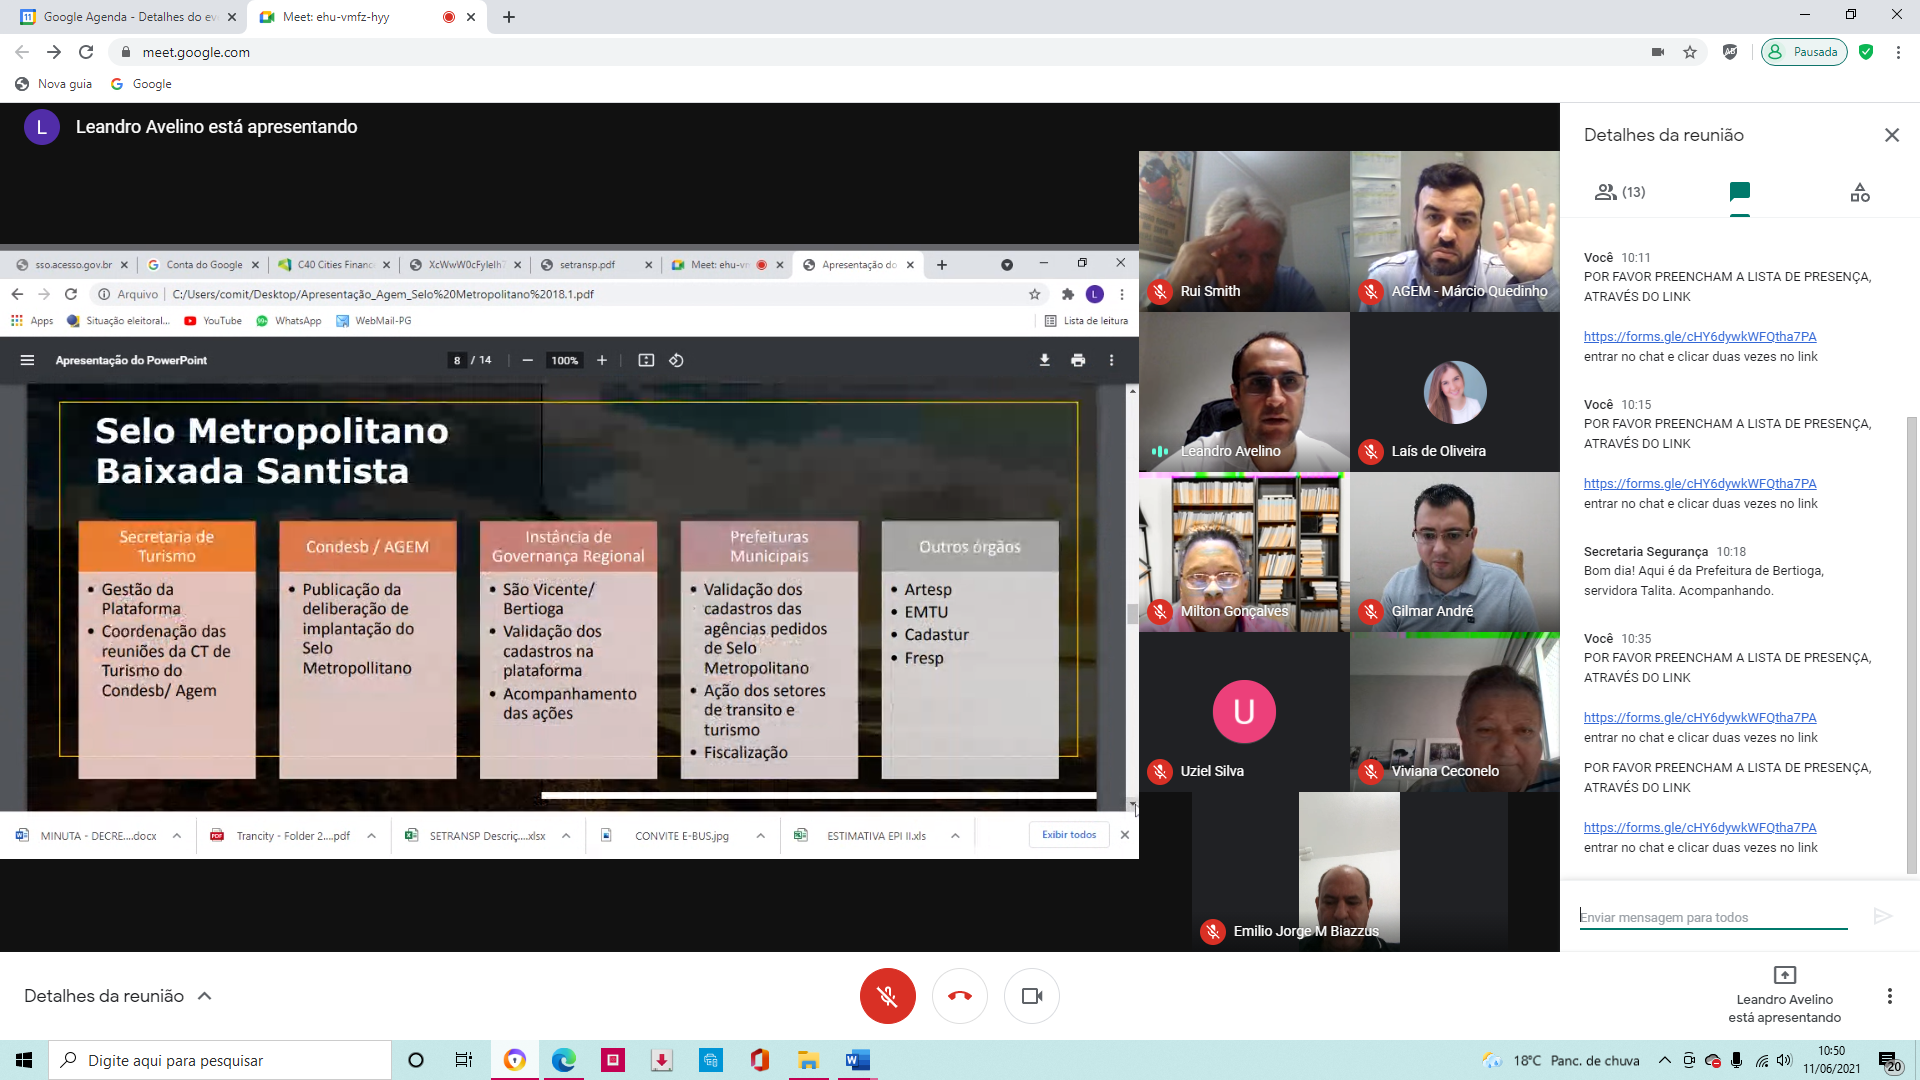 Google Agenda - Detalhes do ev
Meet: ehu-vmfz-hyy
meet.google.com
Pausada
Nova guia
Google
L
Leandro Avelino está apresentando
sso.acesso.gov.br
Conta do Google
C40 Cities Financ
setransp.pdf
Meet: ehu-vm
Apresentação do
Arquivo
C:/Users/comit/Desktop/Apresentação_Agem_Selo%20Metropolitano%2018.1.pdf
L
Apps
Situação eleitoral...
YouTube
WhatsApp
WebMail-PG
Lista de leitura
Apresentação do PowerPoint
8 / 14
100%
Selo Metropolitano
Baixada Santista
Secretaria de
Turismo
• Gestão da
Plataforma
• Coordenação das
reuniões da CT de
Turismo do
Condesb/ Agem
Condesb / AGEM
• Publicação da
deliberação de
implantação do
Selo
Metropollitano
Instância de
Governança Regional
• São Vicente/
Bertioga
• Validação dos
cadastros na
plataforma
• Acompanhamento
das ações
Prefeituras
Municipais
• Validação dos
cadastros das
agências pedidos
de Selo
Metropolitano
• Ação dos setores
de transito e
turismo
• Fiscalização
Outros órgãos
• Artesp
• EMTU
• Cadastur
• Fresp
MINUTA - DECRE....docx
Trancity - Folder 2....pdf
SETRANSP Descriç....xlsx
CONVITE E-BUS.jpg
ESTIMATIVA EPI II.xls
Exibir todos
Rui Smith
AGEM - Márcio Quedinho
Leandro Avelino
Laís de Oliveira
Milton Gonçalves
Gilmar André
U
Uziel Silva
Viviana Ceconelo
Emilio Jorge M Biazzus
Detalhes da reunião
(13)
Você 10:11
POR FAVOR PREENCHAM A LISTA DE PRESENÇA,
ATRAVÉS DO LINK
https://forms.gle/cHY6dywkWFQtha7PA
entrar no chat e clicar duas vezes no link
Você 10:15
POR FAVOR PREENCHAM A LISTA DE PRESENÇA,
ATRAVÉS DO LINK
https://forms.gle/cHY6dywkWFQtha7PA
entrar no chat e clicar duas vezes no link
Secretaria Segurança 10:18
Bom dia! Aqui é da Prefeitura de Bertioga,
servidora Talita. Acompanhando.
Você 10:35
POR FAVOR PREENCHAM A LISTA DE PRESENÇA,
ATRAVÉS DO LINK
https://forms.gle/cHY6dywkWFQtha7PA
entrar no chat e clicar duas vezes no link
POR FAVOR PREENCHAM A LISTA DE PRESENÇA,
ATRAVÉS DO LINK
https://forms.gle/cHY6dywkWFQtha7PA
entrar no chat e clicar duas vezes no link
Enviar mensagem para todos
Detalhes da reunião
Leandro Avelino
está apresentando
Digite aqui para pesquisar
18°C Panc. de chuva
10:50
11/06/2021
20